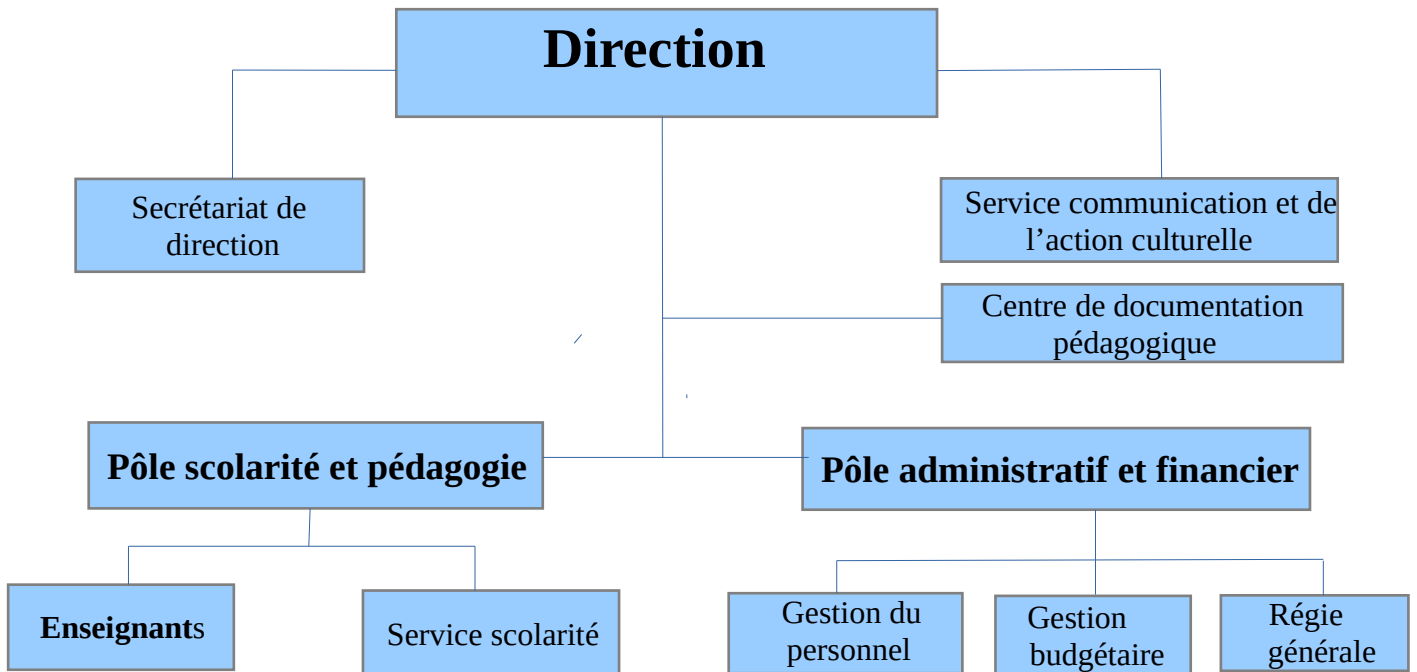 Direction
Secrétariat de
direction
Service communication et de
l’action culturelle
Centre de documentation
pédagogique
Pôle scolarité et pédagogie
Pôle administratif et financier
Enseignants
Service scolarité
Gestion du
personnel
Gestion
budgétaire
Régie
générale